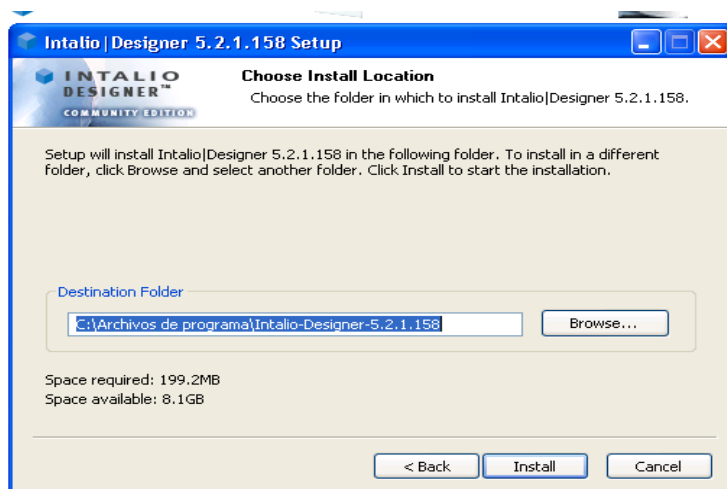 Intalio|Designer 5.2.1.158 Setup
INTALIO
DESIGNER™
COMMUNITY EDITION
Choose Install Location
Choose the folder in which to install Intalio|Designer 5.2.1.158.
Setup will install Intalio|Designer 5.2.1.158 in the following folder. To install in a different
folder, click Browse and select another folder. Click Install to start the installation.
Destination Folder
C:\Archivos de programa\Intalio-Designer-5.2.1.158
Browse...
Space required: 199.2MB
Space available: 8.1GB
< Back
Install
Cancel